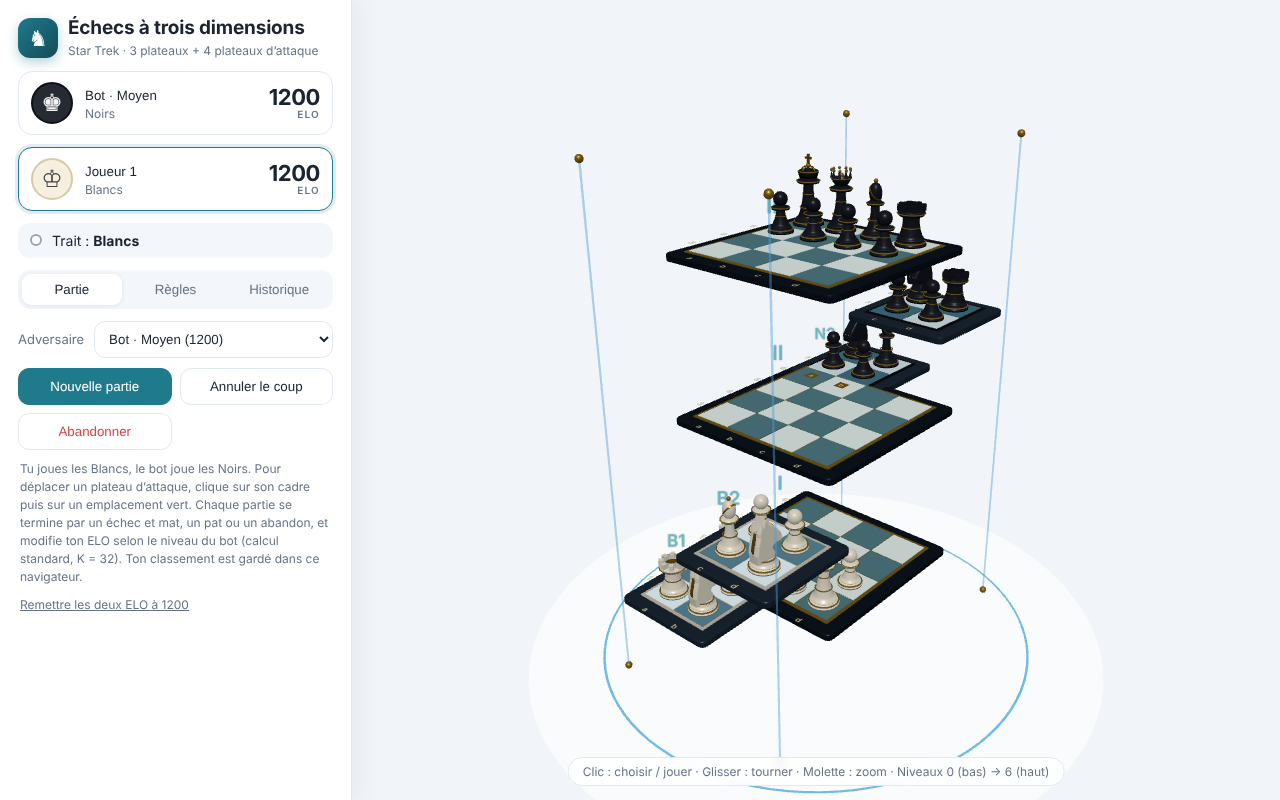 Échecs à trois dimensions
Star Trek · 3 plateaux + 4 plateaux d’attaque
Bot · Moyen
Noirs
1200
ELO
Joueur 1
Blancs
1200
ELO
Trait : Blancs
Partie
Règles
Historique
Adversaire
Bot · Moyen (1200)
Nouvelle partie
Annuler le coup
Abandonner
Tu joues les Blancs, le bot joue les Noirs. Pour
déplacer un plateau d’attaque, clique sur son cadre
puis sur un emplacement vert. Chaque partie se
termine par un échec et mat, un pat ou un abandon, et
modifie ton ELO selon le niveau du bot (calcul
standard, K = 32). Ton classement est gardé dans ce
navigateur.
Remettre les deux ELO à 1200
II
I
B2
B1
Clic : choisir / jouer · Glisser : tourner · Molette : zoom · Niveaux 0 (bas) → 6 (haut)